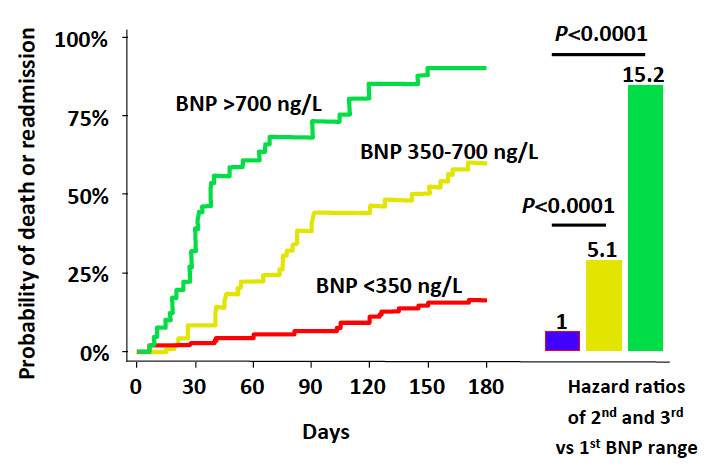 Probability of death or readmission
100%
75%
50%
25%
0%
BNP >700 ng/L
BNP 350-700 ng/L
BNP <350 ng/L
0 30 60 90 120 150 180
Days
P<0.0001
15.2
P<0.0001
5.1
1
Hazard ratios
of 2nd and 3rd
vs 1st BNP range